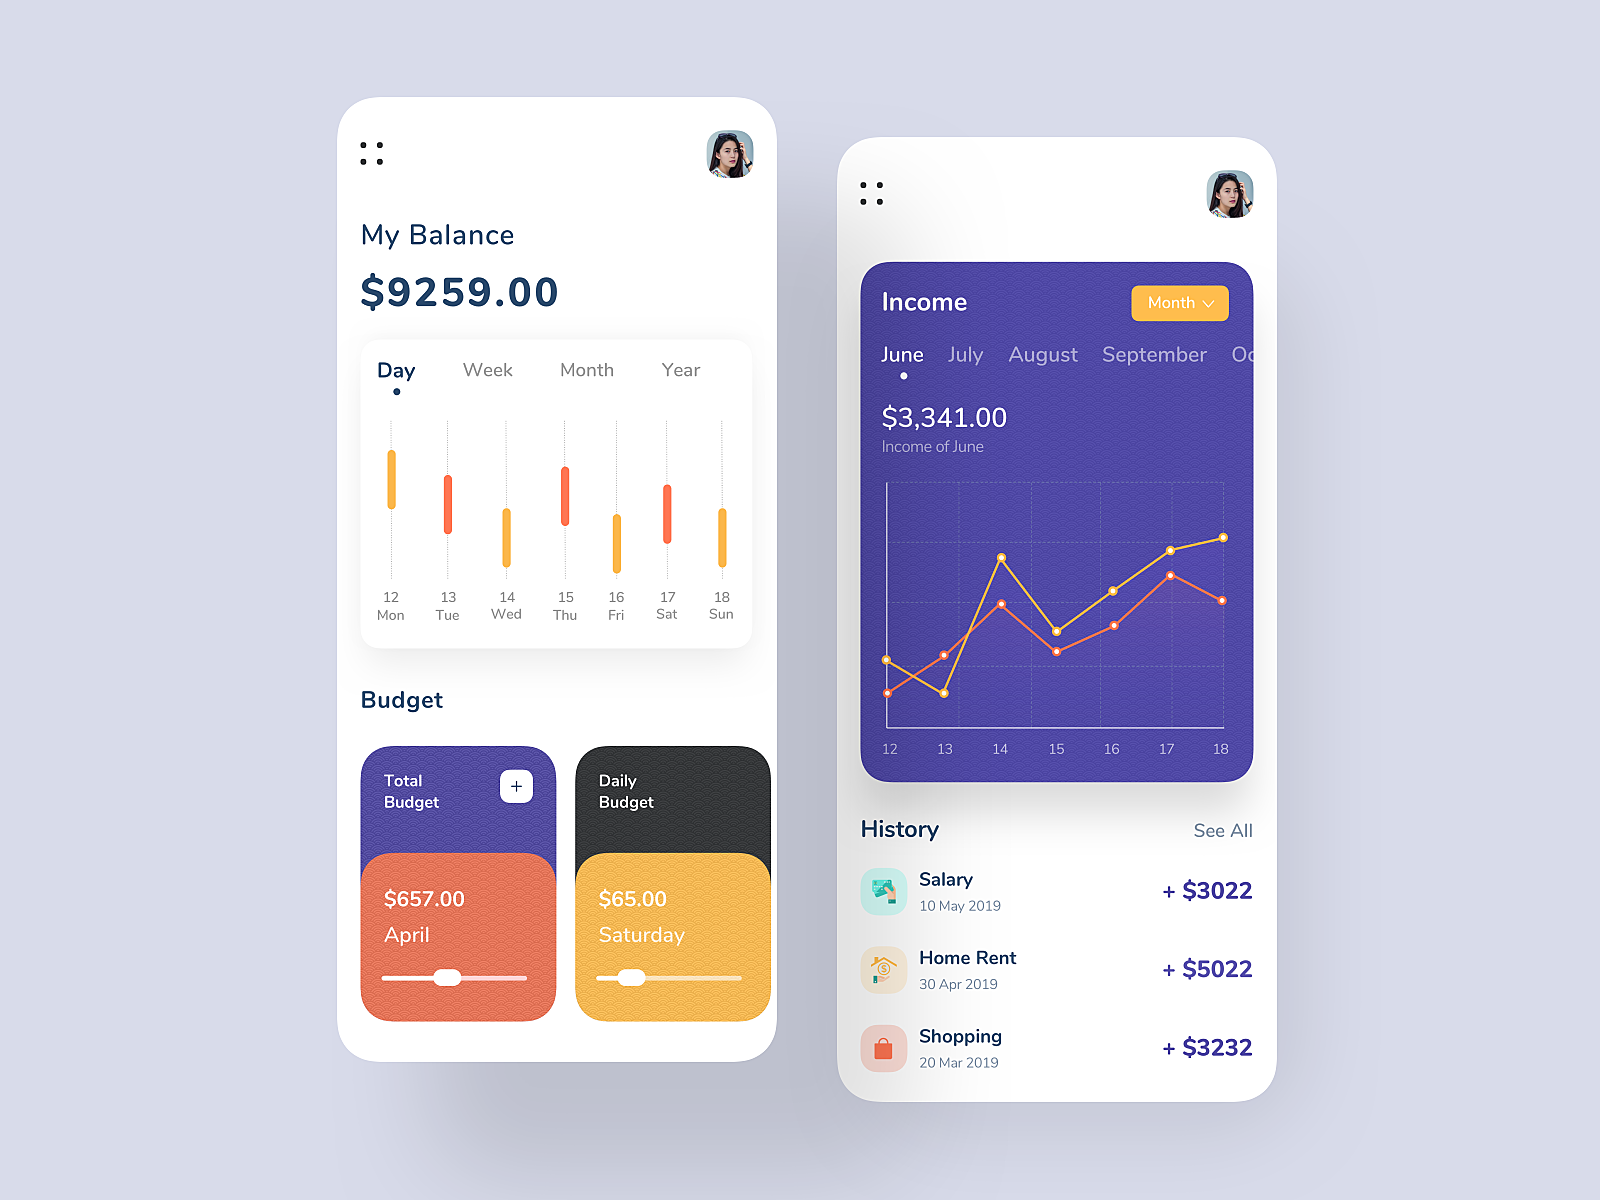 My Balance
$9259.00
Day Week Month Year
12 13 14 15 16 17 18
Mon Tue Wed Thu Fri Sat Sun
Budget
Total
Budget
+
$657.00
April
Daily
Budget
$65.00
Saturday
Income
Month
June July August September Oc
$3,341.00
Income of June
12 13 14 15 16 17 18
History See All
Salary
10 May 2019
+ $3022
Home Rent
30 Apr 2019
+ $5022
Shopping
20 Mar 2019
+ $3232